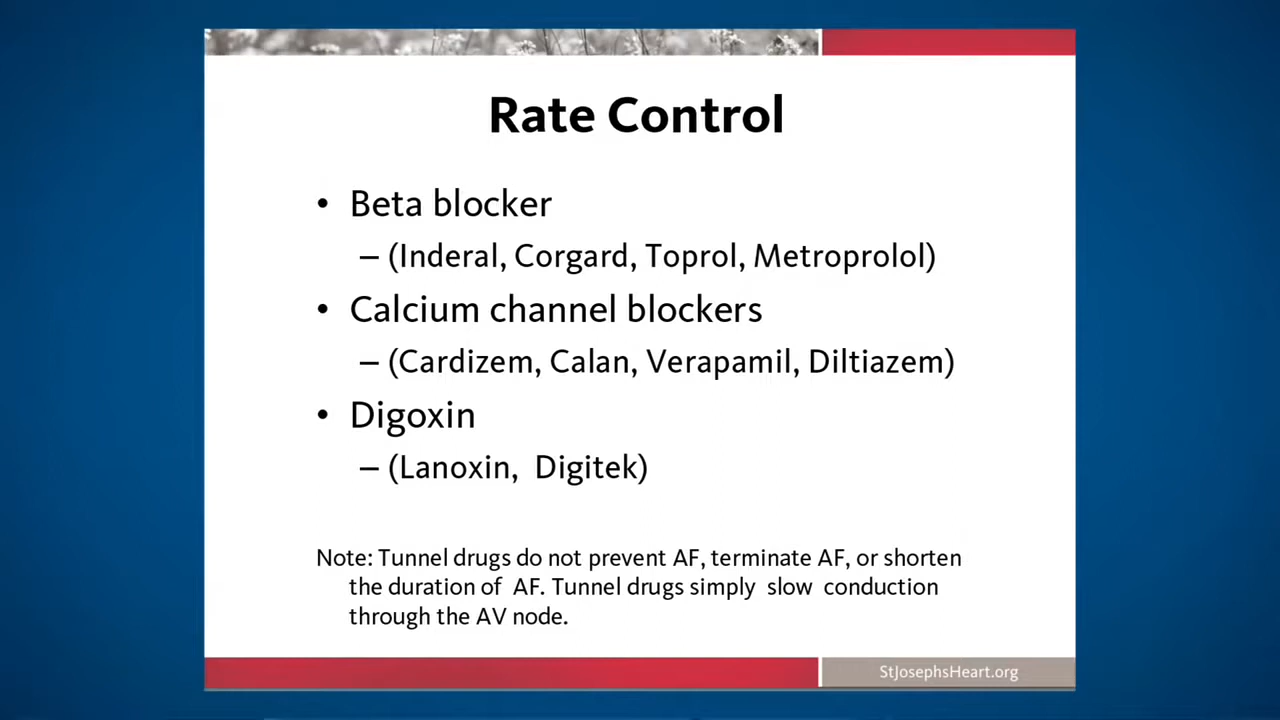 Rate Control
• Beta blocker
– (Inderal, Corgard, Toprol, Metroprolol)
• Calcium channel blockers
– (Cardizem, Calan, Verapamil, Diltiazem)
• Digoxin
– (Lanoxin, Digitek)
Note: Tunnel drugs do not prevent AF, terminate AF, or shorten
the duration of AF. Tunnel drugs simply slow conduction
through the AV node.
StJosephsHeart.org